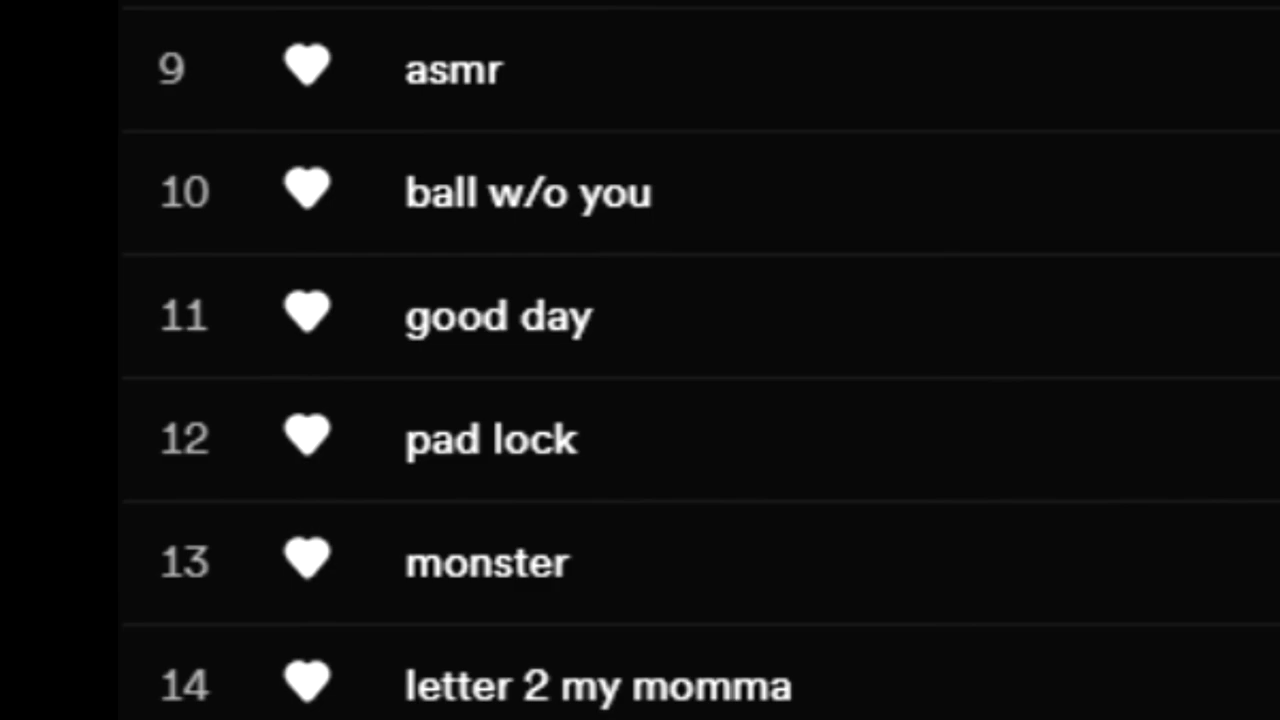 9 asmr
10 ball w/o you
11 good day
12 pad lock
13 monster
14 letter 2 my momma